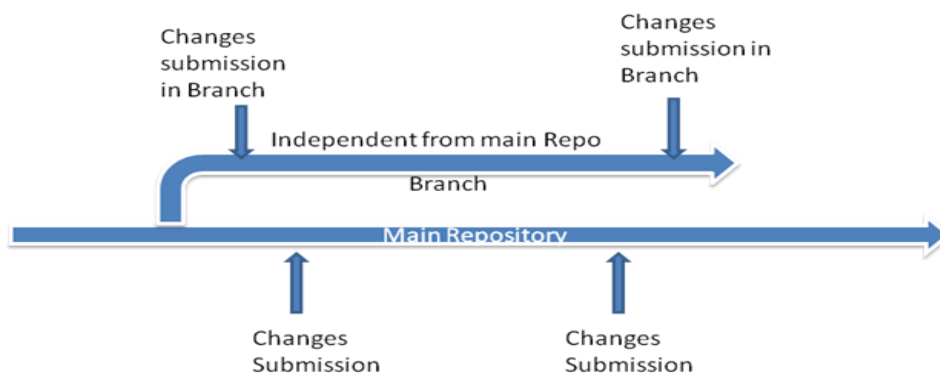 Changes
submission
in Branch
Changes
submission in
Branch
Independent from main Repo
Branch
Main Repository
Changes
Submission
Changes
Submission